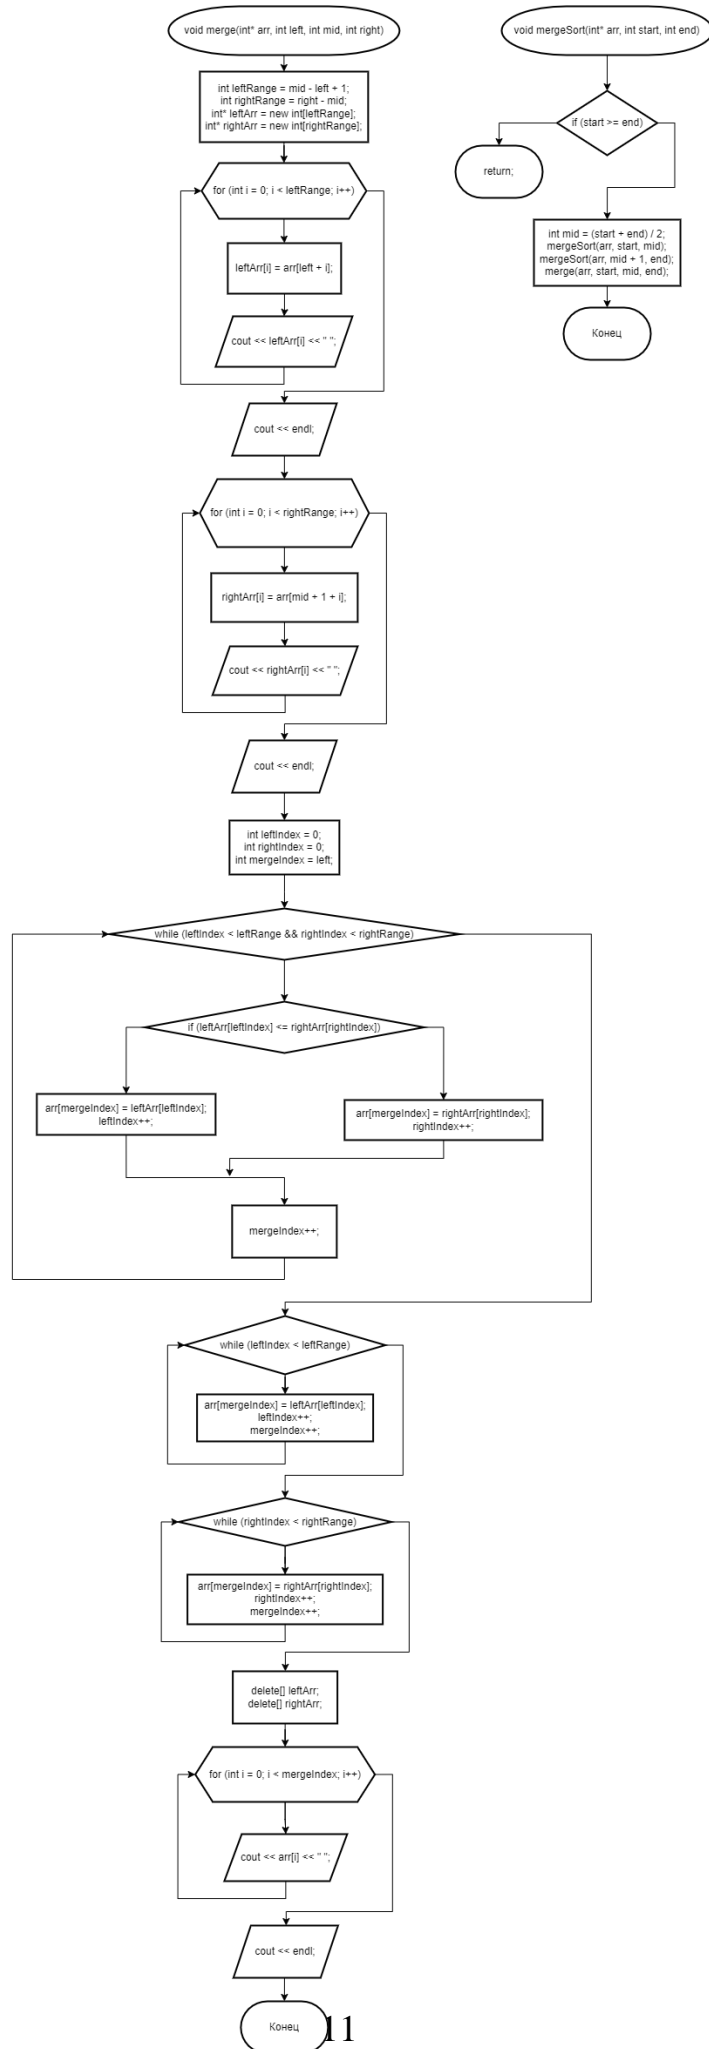 void merge(int* arr, int left, int mid, int right)
int leftRange = mid - left + 1;
int rightRange = right - mid;
int* leftArr = new int[leftRange];
int* rightArr = new int[rightRange];
for (int i = 0; i < leftRange; i++)
leftArr[i] = arr[left + i];
cout << leftArr[i] << " ";
cout << endl;
for (int i = 0; i < rightRange; i++)
rightArr[i] = arr[mid + 1 + i];
cout << rightArr[i] << " ";
cout << endl;
int leftIndex = 0;
int rightIndex = 0;
int mergeIndex = left;
while (leftIndex < leftRange && rightIndex < rightRange)
if (leftArr[leftIndex] <= rightArr[rightIndex])
arr[mergeIndex] = leftArr[leftIndex];
leftIndex++;
arr[mergeIndex] = rightArr[rightIndex];
rightIndex++;
mergeIndex++;
while (leftIndex < leftRange)
arr[mergeIndex] = leftArr[leftIndex];
leftIndex++;
mergeIndex++;
while (rightIndex < rightRange)
arr[mergeIndex] = rightArr[rightIndex];
rightIndex++;
mergeIndex++;
delete[] leftArr;
delete[] rightArr;
for (int i = 0; i < mergeIndex; i++)
cout << arr[i] << " ";
cout << endl;
Конец
void mergeSort(int* arr, int start, int end)
if (start >= end)
return;
int mid = (start + end) / 2;
mergeSort(arr, start, mid);
mergeSort(arr, mid + 1, end);
merge(arr, start, mid, end);
Конец
11